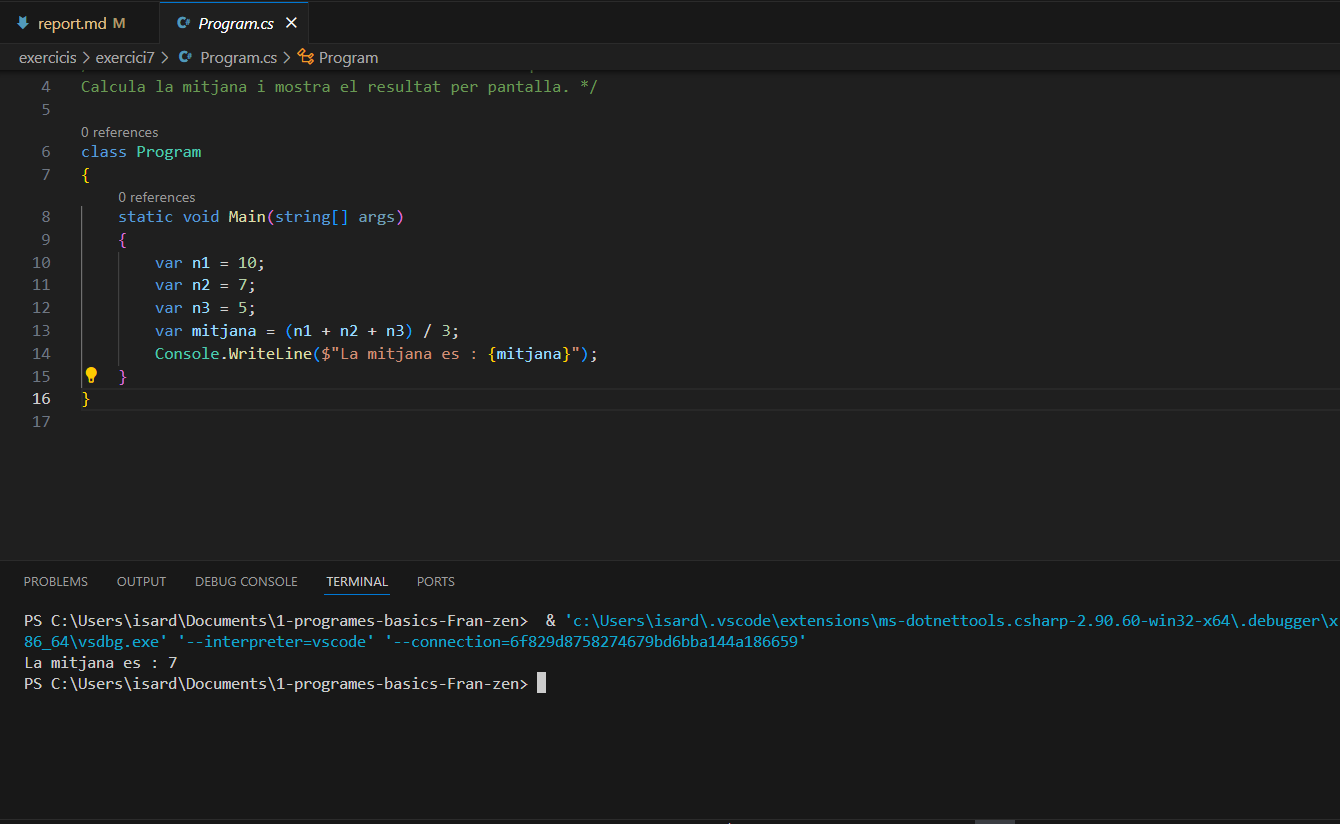 report.md M
Program.cs
exercicis > exercici7 > Program.cs > Program
4 Calcula la mitjana i mostra el resultat per pantalla. */
5
0 references
6 class Program
7 {
0 references
8 static void Main(string[] args)
9 {
10 var n1 = 10;
11 var n2 = 7;
12 var n3 = 5;
13 var mitjana = (n1 + n2 + n3) / 3;
14 Console.WriteLine($"La mitjana es : {mitjana}");
15 }
16 }
17
PROBLEMS OUTPUT DEBUG CONSOLE TERMINAL PORTS
PS C:\Users\isard\Documents\1-programes-basics-Fran-zen>  & 'c:\Users\isard\.vscode\extensions\ms-dotnettools.csharp-2.90.60-win32-x64\.debugger\x
86_64\vsdbg.exe' '--interpreter=vscode' '--connection=6f829d8758274679bd6bba144a186659'
La mitjana es : 7
PS C:\Users\isard\Documents\1-programes-basics-Fran-zen>